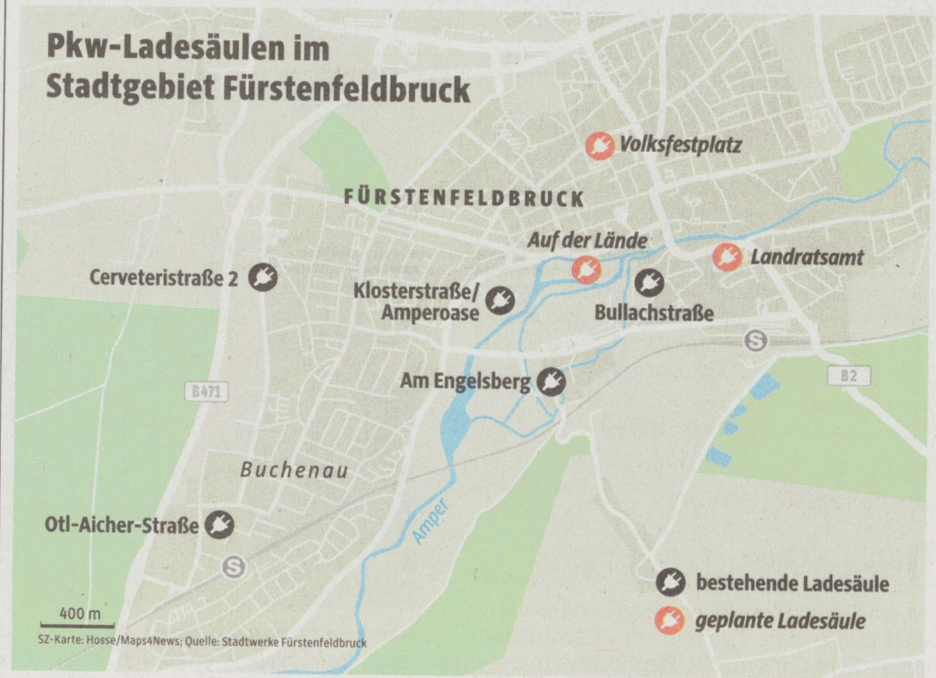 Pkw-Ladesäulen im
Stadtgebiet Fürstenfeldbruck
Volksfestplatz
FÜRSTENFELDBRUCK
Auf der Lände
Landratsamt
Cerveteristraße 2
Klosterstraße/
Amperoase
Bullachstraße
S
Am Engelsberg
B2
B471
Buchenau
Amper
Otl-Aicher-Straße
S
bestehende Ladesäule
geplante Ladesäule
400 m
SZ-Karte: Hosse/Maps4News; Quelle: Stadtwerke Fürstenfeldbruck